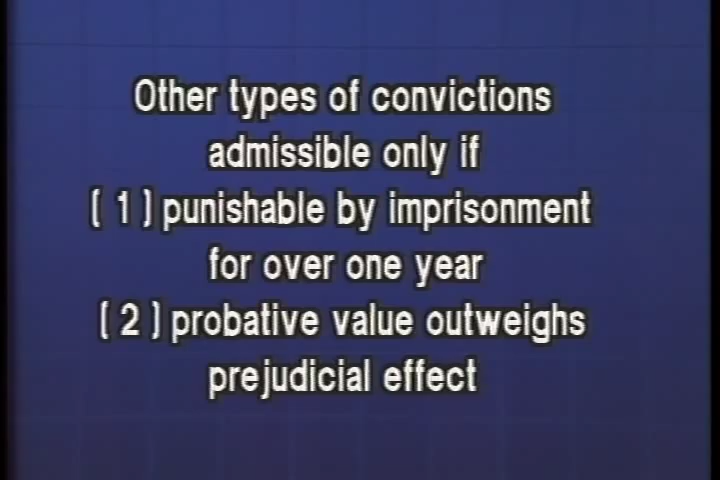 Other types of convictions
admissible only if
( 1 ) punishable by imprisonment
for over one year
( 2 ) probative value outweighs
prejudicial effect